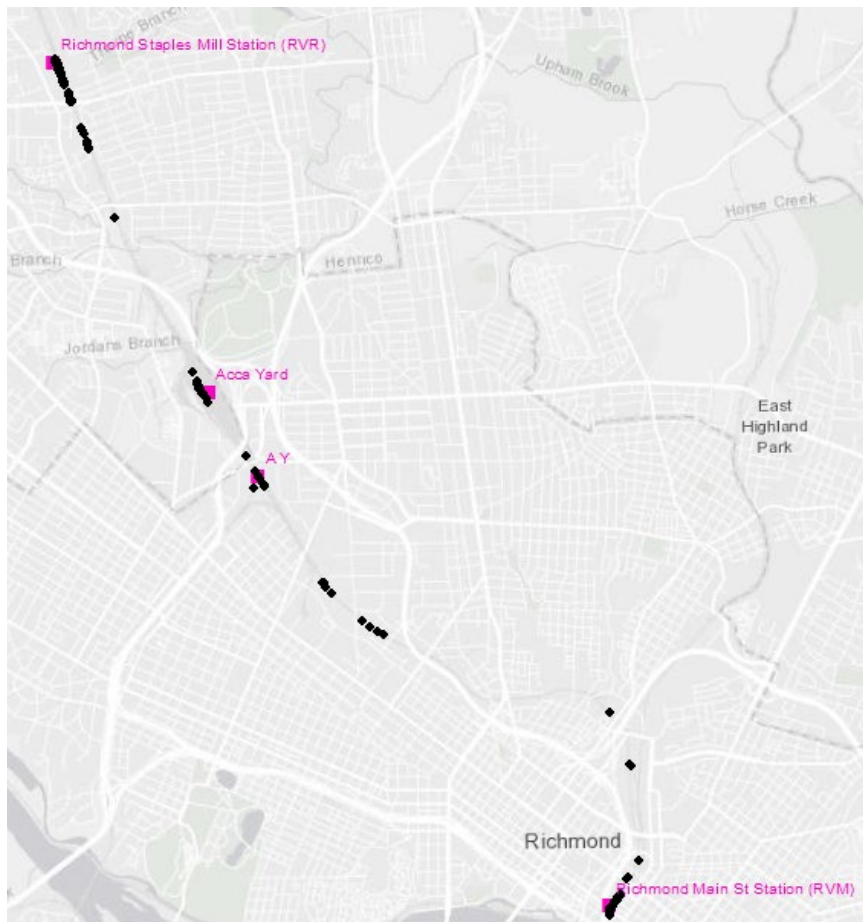 Richmond Staples Mill Station (RVR)
Upham Brook
Horse Creek
Branch
Henrico
Jordans Branch
Acca Yard
East
Highland
Park
A Y
Richmond
Richmond Main St Station (RVM)